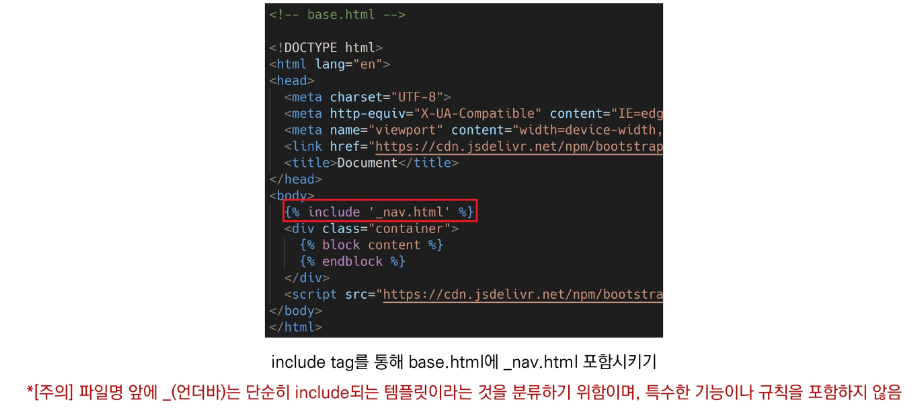 <!-- base.html -->
<!DOCTYPE html>
<html lang="en">
<head>
<meta charset="UTF-8">
<meta http-equiv="X-UA-Compatible" content="IE=edg
<meta name="viewport" content="width=device-width,
<link href="https://cdn.jsdelivr.net/npm/bootstrap
<title>Document</title>
</head>
<body>
{% include '_nav.html' %}
<div class="container">
{% block content %}
{% endblock %}
</div>
<script src="https://cdn.jsdelivr.net/npm/bootstra
</body>
</html>
include tag를 통해 base.html에 _nav.html 포함시키기
*[주의] 파일명 앞에 _(언더바)는 단순히 include되는 템플릿이라는 것을 분류하기 위함이며, 특수한 기능이나 규칙을 포함하지 않음